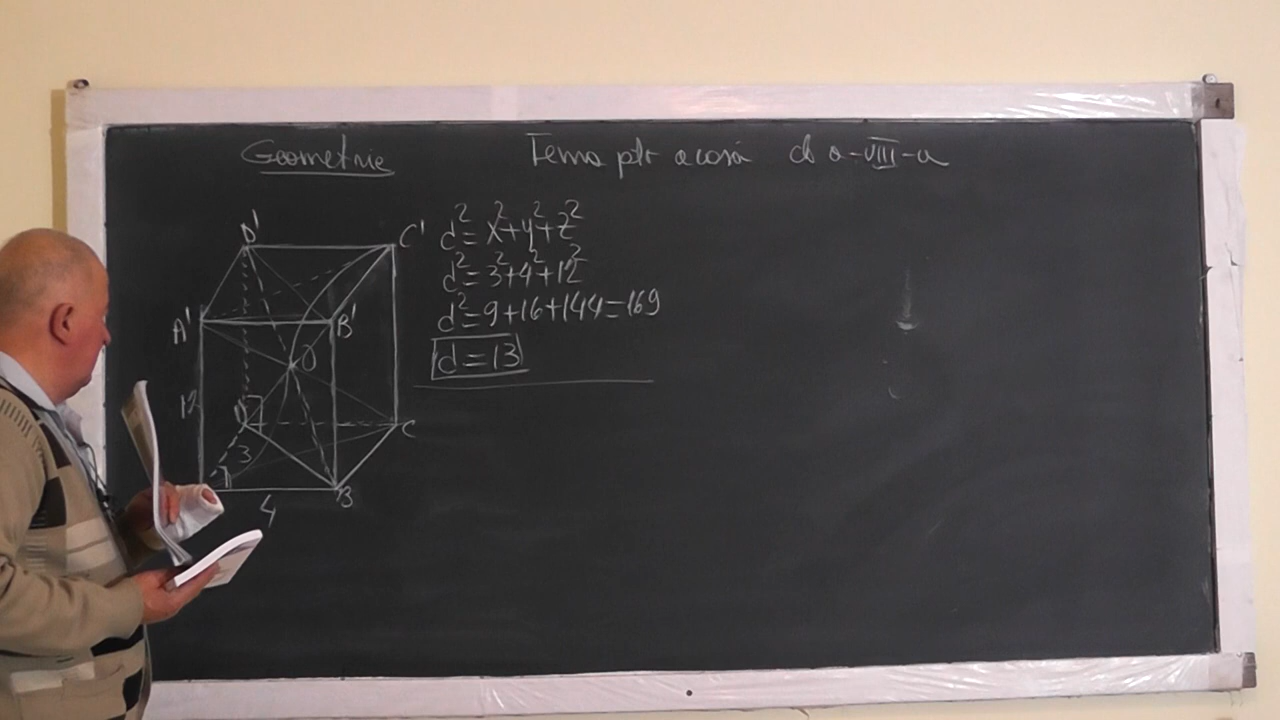 Geometrie
Tema ptr acasă cls a-VIII-a
D'
C'
A'
B'
O
12
D
C
3
B
4
d²=x²+y²+z²
d²=3²+4²+12²
d²=9+16+144=169
d=13